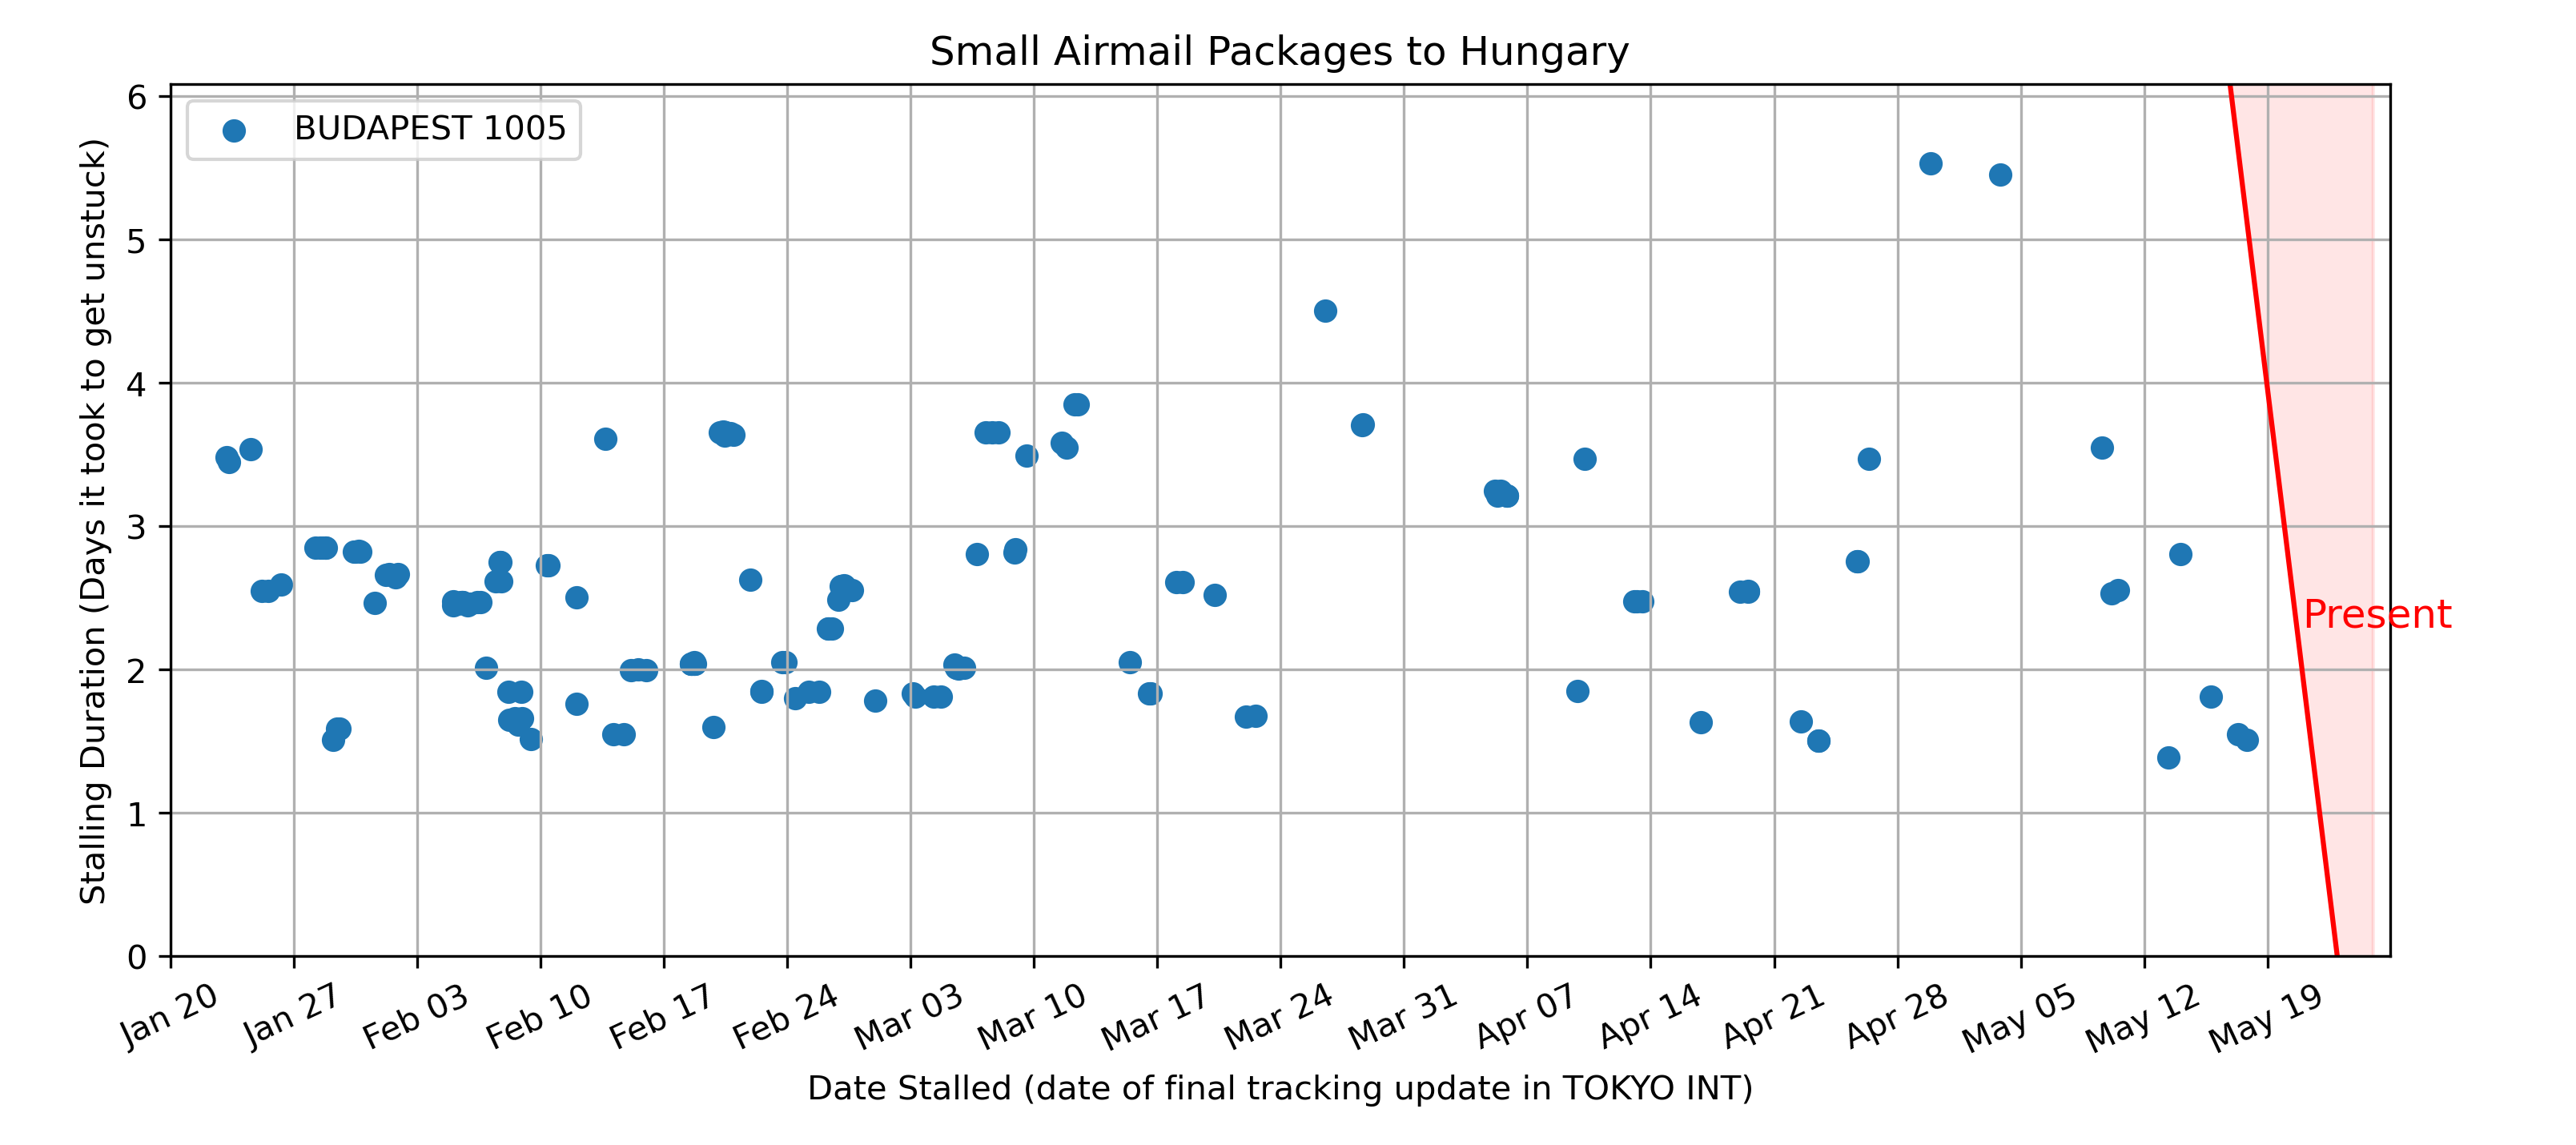 Small Airmail Packages to Hungary
BUDAPEST 1005
Stalling Duration (Days it took to get unstuck)
6
5
4
3
2
1
0
Present
Jan 20
Jan 27
Feb 03
Feb 10
Feb 17
Feb 24
Mar 03
Mar 10
Mar 17
Mar 24
Mar 31
Apr 07
Apr 14
Apr 21
Apr 28
May 05
May 12
May 19
Date Stalled (date of final tracking update in TOKYO INT)